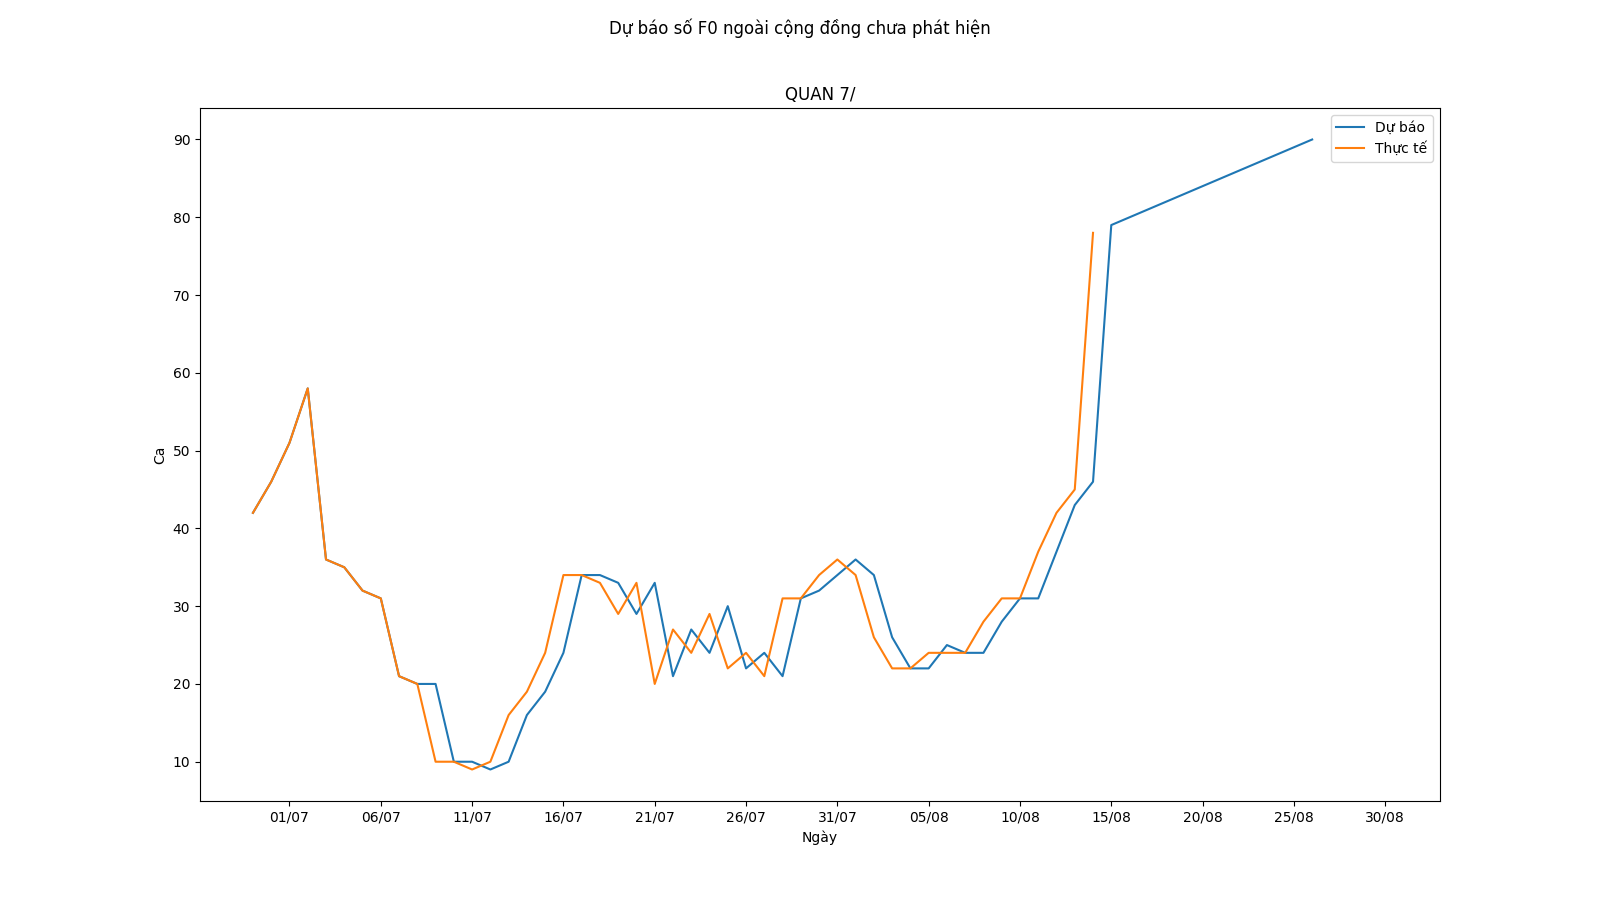 Dự báo số F0 ngoài cộng đồng chưa phát hiện
QUAN 7/
Dự báo
Thực tế
90
80
70
60
50
40
30
20
10
Ca
01/07 06/07 11/07 16/07 21/07 26/07 31/07 05/08 10/08 15/08 20/08 25/08 30/08
Ngày